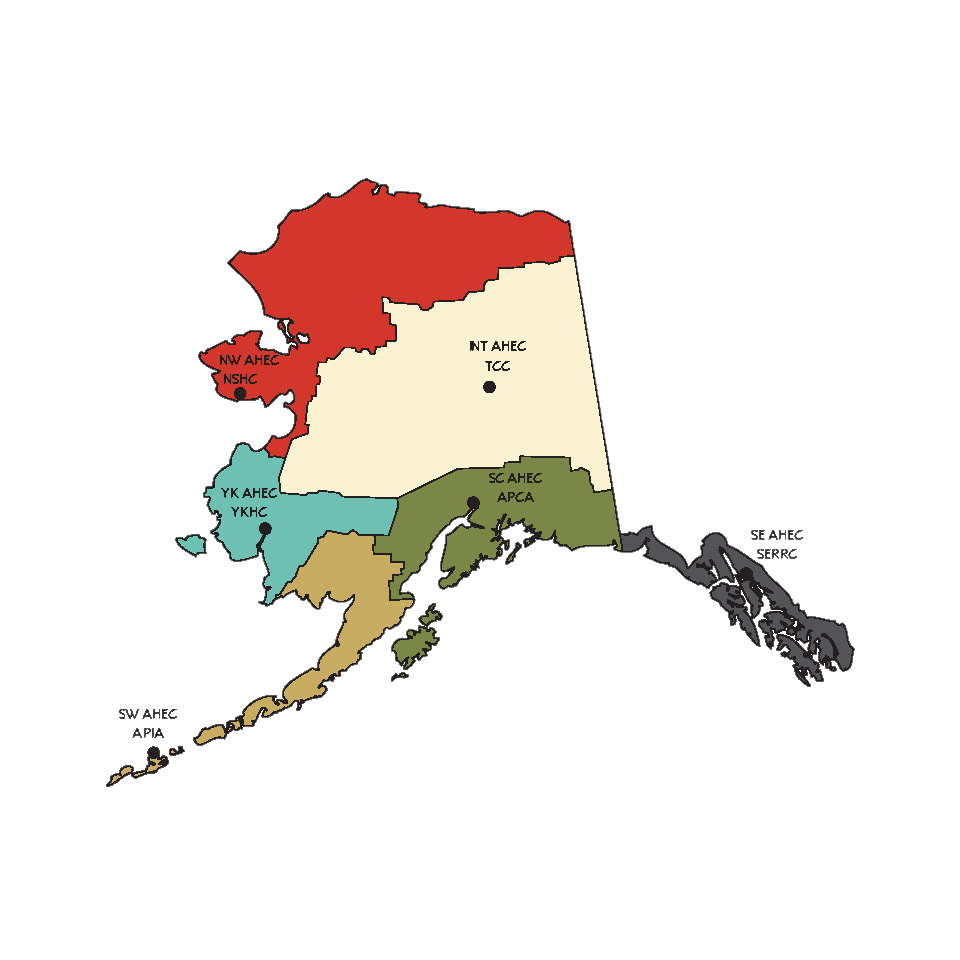 INT AHEC
TCC
NW AHEC
NSHC
SC AHEC
APCA
YK AHEC
YKHC
SE AHEC
SERRC
SW AHEC
APIA